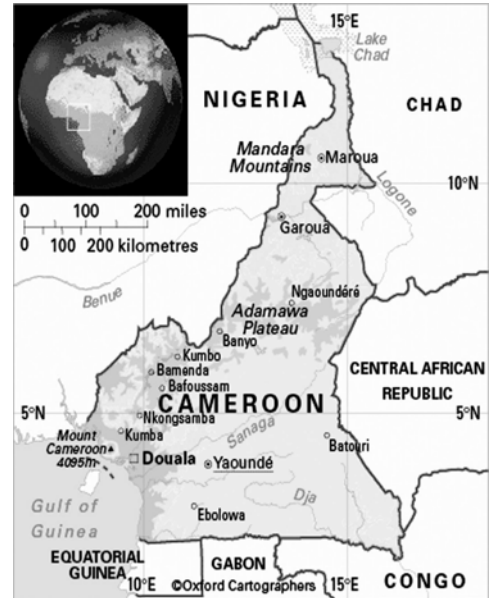 15°E
Lake
Chad
NIGERIA
CHAD
Mandara
Mountains
Maroua
Logone
10°N
0 100 200 miles
0 100 200 kilometres
Garoua
Benue
Ngaoundéré
Adamawa
Plateau
Banyo
Kumbo
Bamenda
Bafoussam
CENTRAL AFRICAN
REPUBLIC
CAMEROON
5°N
5°N
Nkongsamba
Sanaga
Mount
Cameroon
4095m
Kumba
Batouri
Douala
Yaoundé
Dja
Gulf of
Guinea
Ebolowa
EQUATORIAL
GUINEA
GABON
10°E
©Oxford Cartographers
15°E
CONGO